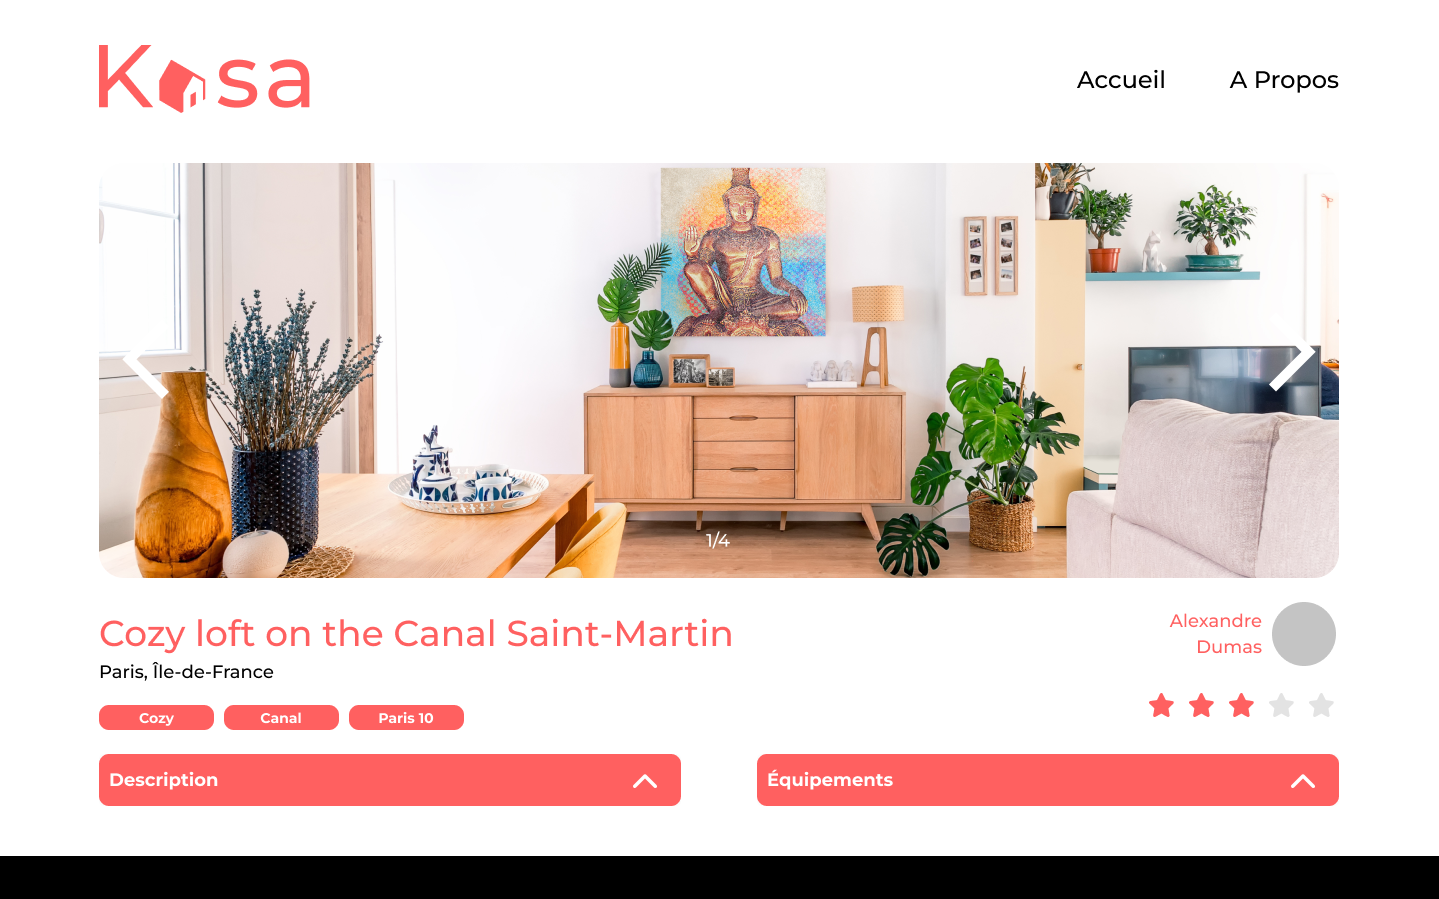 Kasa
Accueil
A Propos
1/4
Cozy loft on the Canal Saint-Martin
Paris, Île-de-France
Cozy
Canal
Paris 10
Alexandre
Dumas
Description
Équipements